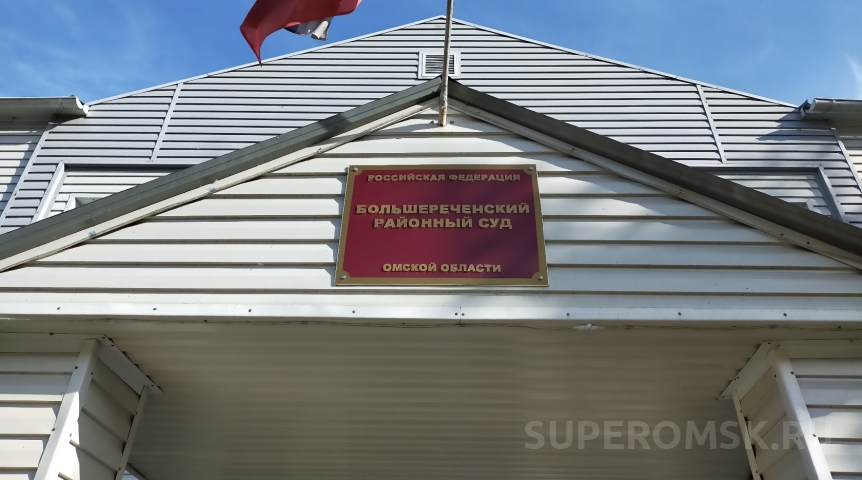 РОССИЙСКАЯ ФЕДЕРАЦИЯ
БОЛЬШЕРЕЧЕНСКИЙ
РАЙОННЫЙ СУД
ОМСКОЙ ОБЛАСТИ
SUPEROMSK.RU